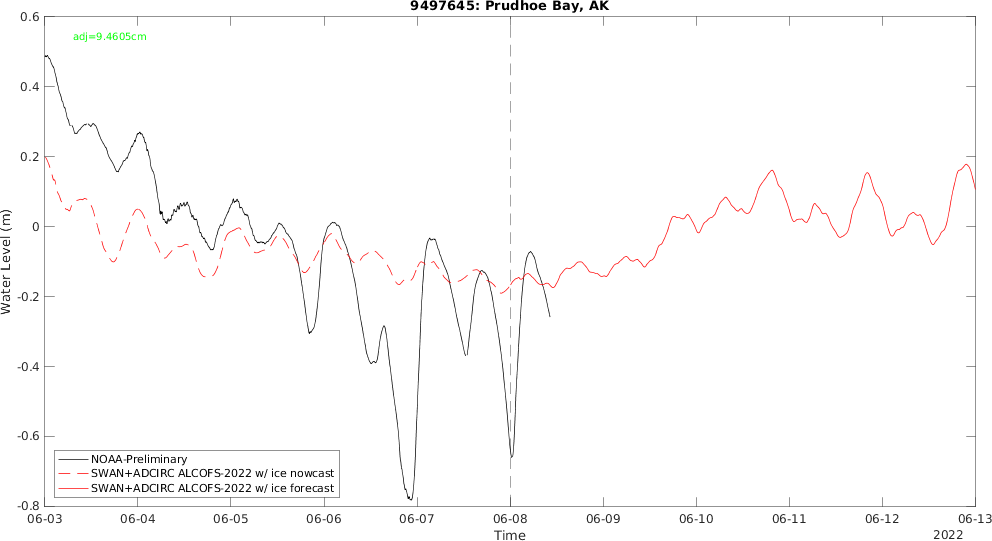 9497645: Prudhoe Bay, AK
adj=9.4605cm
0.6
0.4
0.2
0
-0.2
-0.4
-0.6
-0.8
Water Level (m)
NOAA-Preliminary
SWAN+ADCIRC ALCOFS-2022 w/ ice nowcast
SWAN+ADCIRC ALCOFS-2022 w/ ice forecast
06-03 06-04 06-05 06-06 06-07 06-08 06-09 06-10 06-11 06-12 06-13
Time
2022